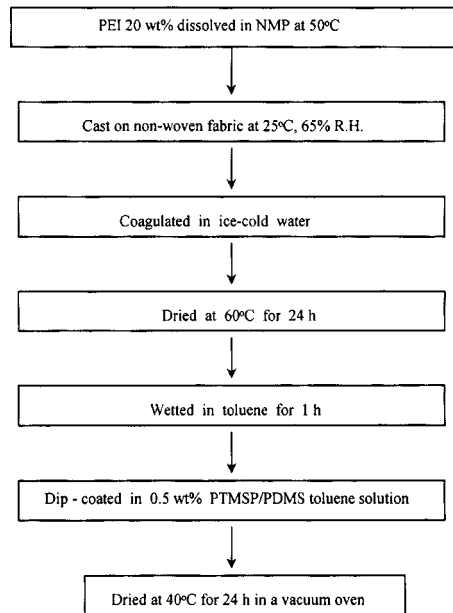 PEI 20 wt% dissolved in NMP at 50°C
Cast on non-woven fabric at 25°C, 65% R.H.
Coagulated in ice-cold water
Dried at 60°C for 24 h
Wetted in toluene for 1 h
Dip - coated in 0.5 wt% PTMSP/PDMS toluene solution
Dried at 40°C for 24 h in a vacuum oven